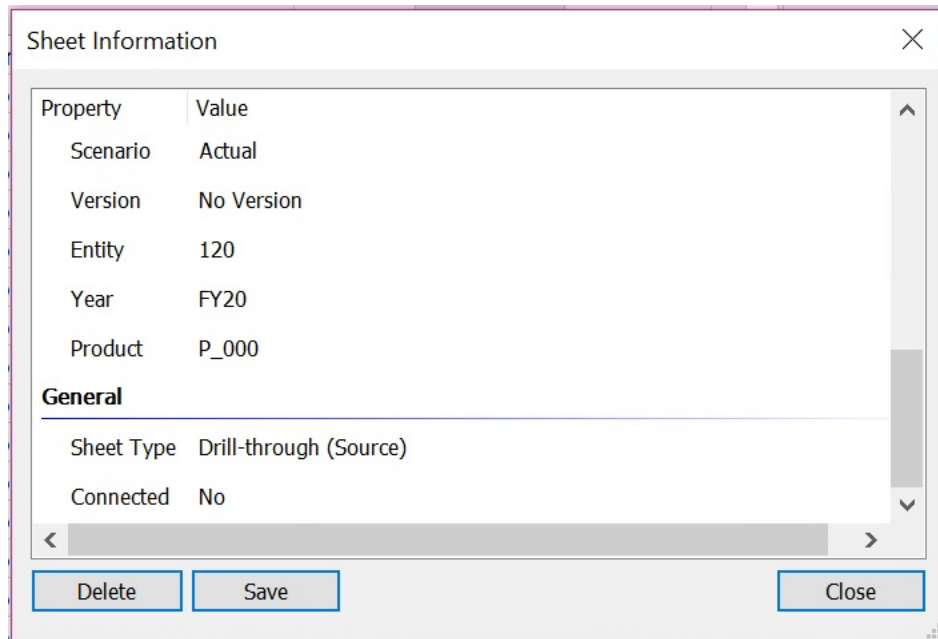 Sheet Information
Property Value
Scenario Actual
Version No Version
Entity 120
Year FY20
Product P_000
General
Sheet Type Drill-through (Source)
Connected No
Delete Save Close